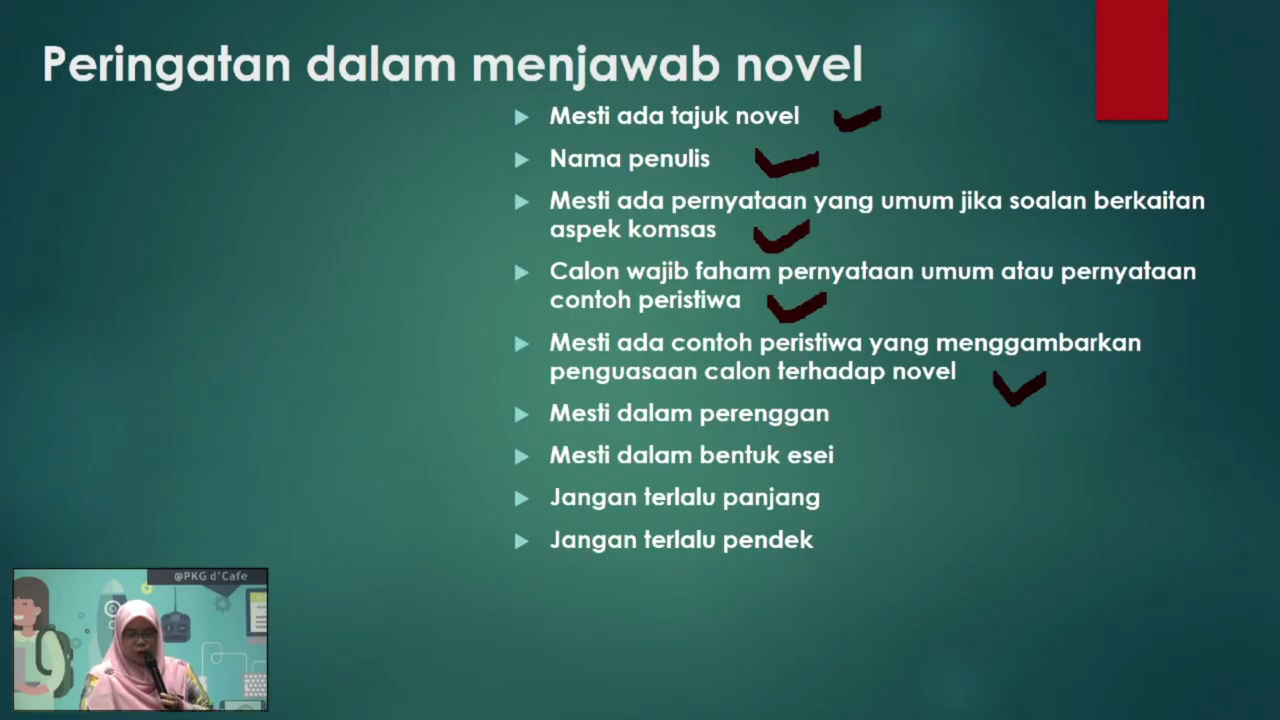 Peringatan dalam menjawab novel
Mesti ada tajuk novel
Nama penulis
Mesti ada pernyataan yang umum jika soalan berkaitan
aspek komsas
Calon wajib faham pernyataan umum atau pernyataan
contoh peristiwa
Mesti ada contoh peristiwa yang menggambarkan
penguasaan calon terhadap novel
Mesti dalam perenggan
Mesti dalam bentuk esei
Jangan terlalu panjang
Jangan terlalu pendek
@PKG d'Cafe